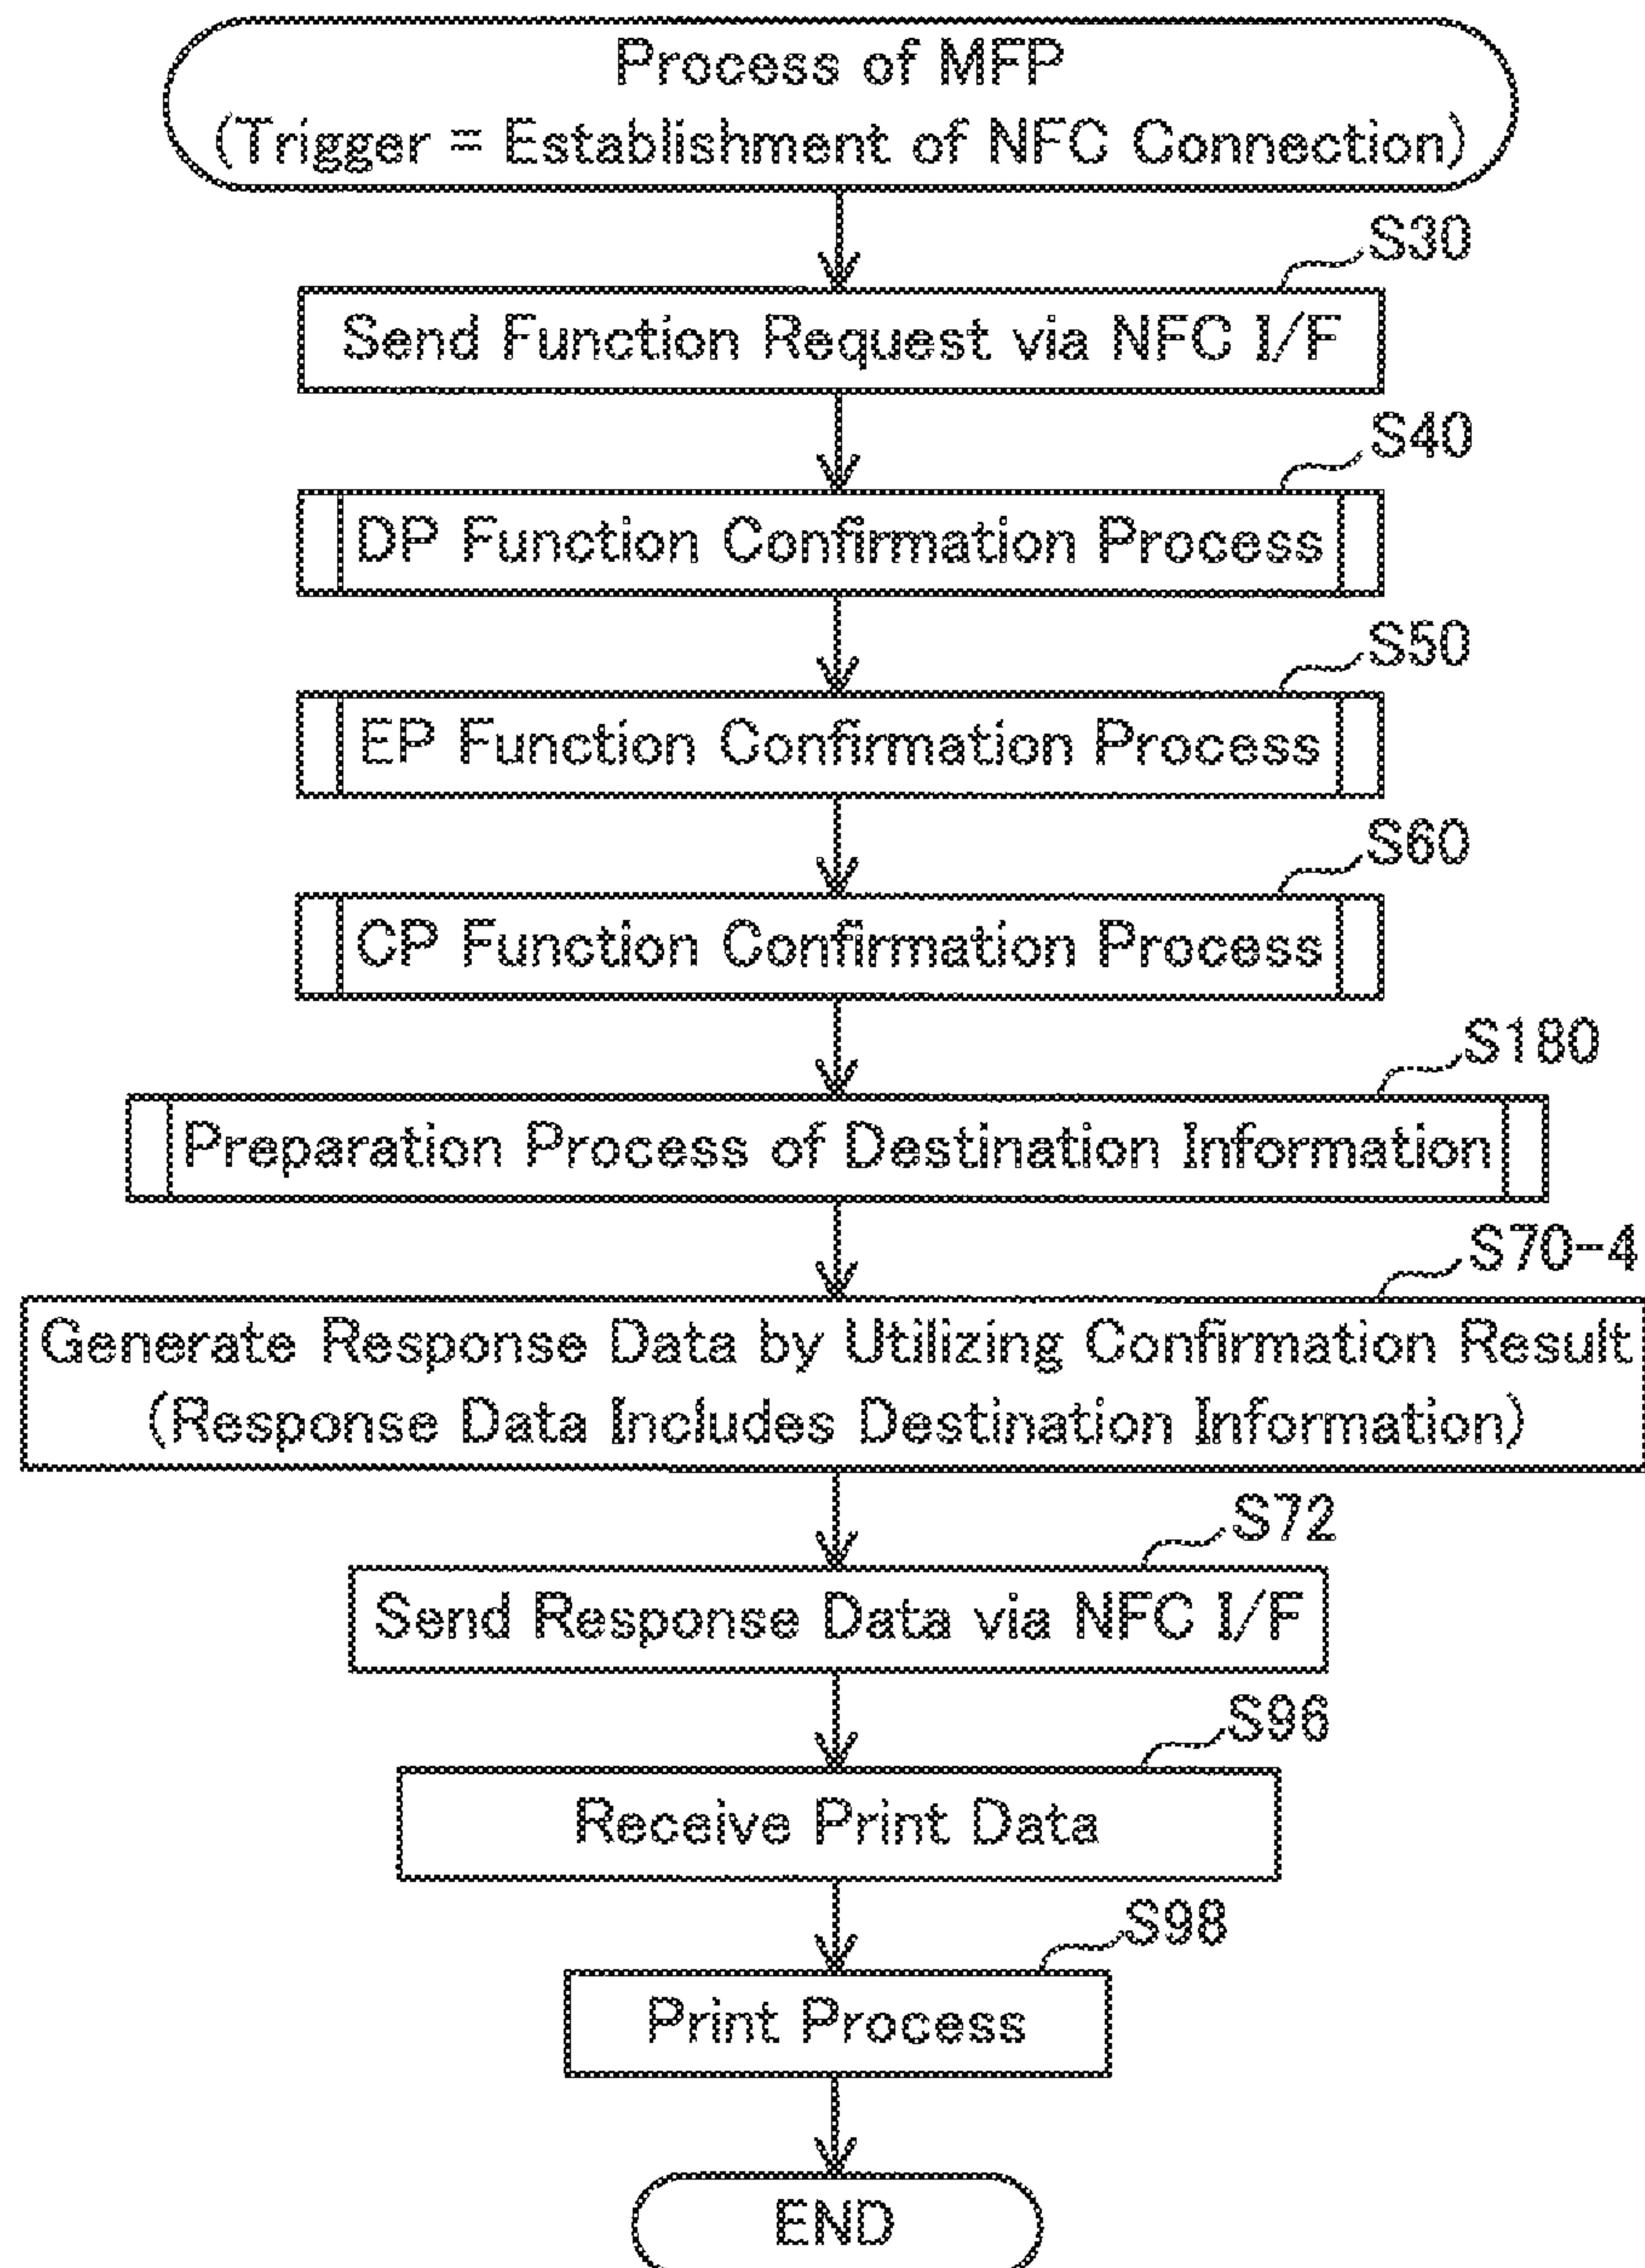 Process of MFP
(Trigger = Establishment of NFC Connection)
S30
Send Function Request via NFC I/F
S40
DP Function Confirmation Process
S50
EP Function Confirmation Process
S60
CP Function Confirmation Process
S180
Preparation Process of Destination Information
S70-4
Generate Response Data by Utilizing Confirmation Result
(Response Data Includes Destination Information)
S72
Send Response Data via NFC I/F
S96
Receive Print Data
S98
Print Process
END